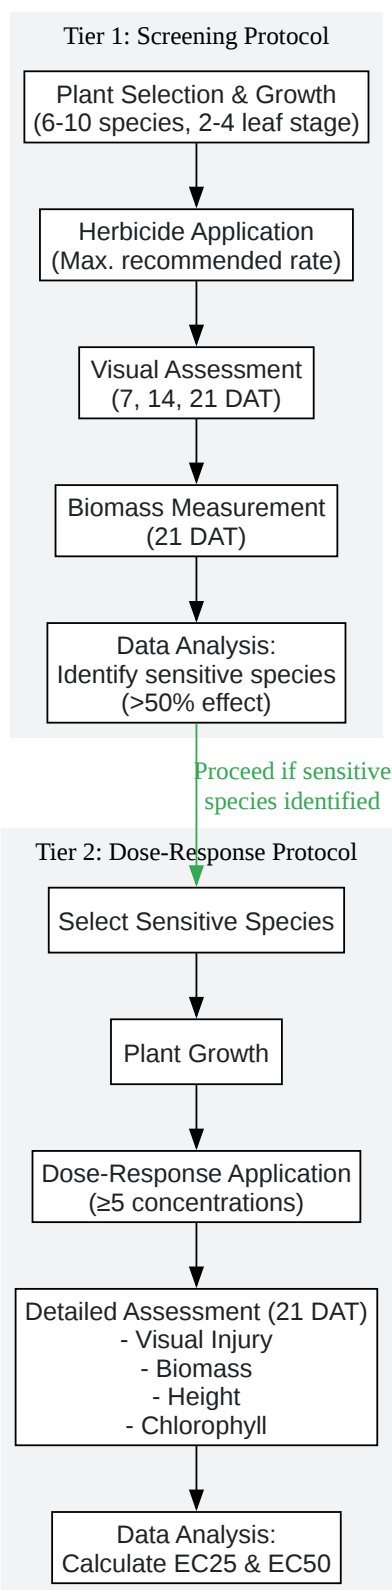 Tier 1: Screening Protocol
Plant Selection & Growth
(6-10 species, 2-4 leaf stage)
Herbicide Application
(Max. recommended rate)
Visual Assessment
(7, 14, 21 DAT)
Biomass Measurement
(21 DAT)
Data Analysis:
Identify sensitive species
(>50% effect)
Proceed if sensitive
species identified
Tier 2: Dose-Response Protocol
Select Sensitive Species
Plant Growth
Dose-Response Application
(≥5 concentrations)
Detailed Assessment (21 DAT)
- Visual Injury
- Biomass
- Height
- Chlorophyll
Data Analysis:
Calculate EC25 & EC50